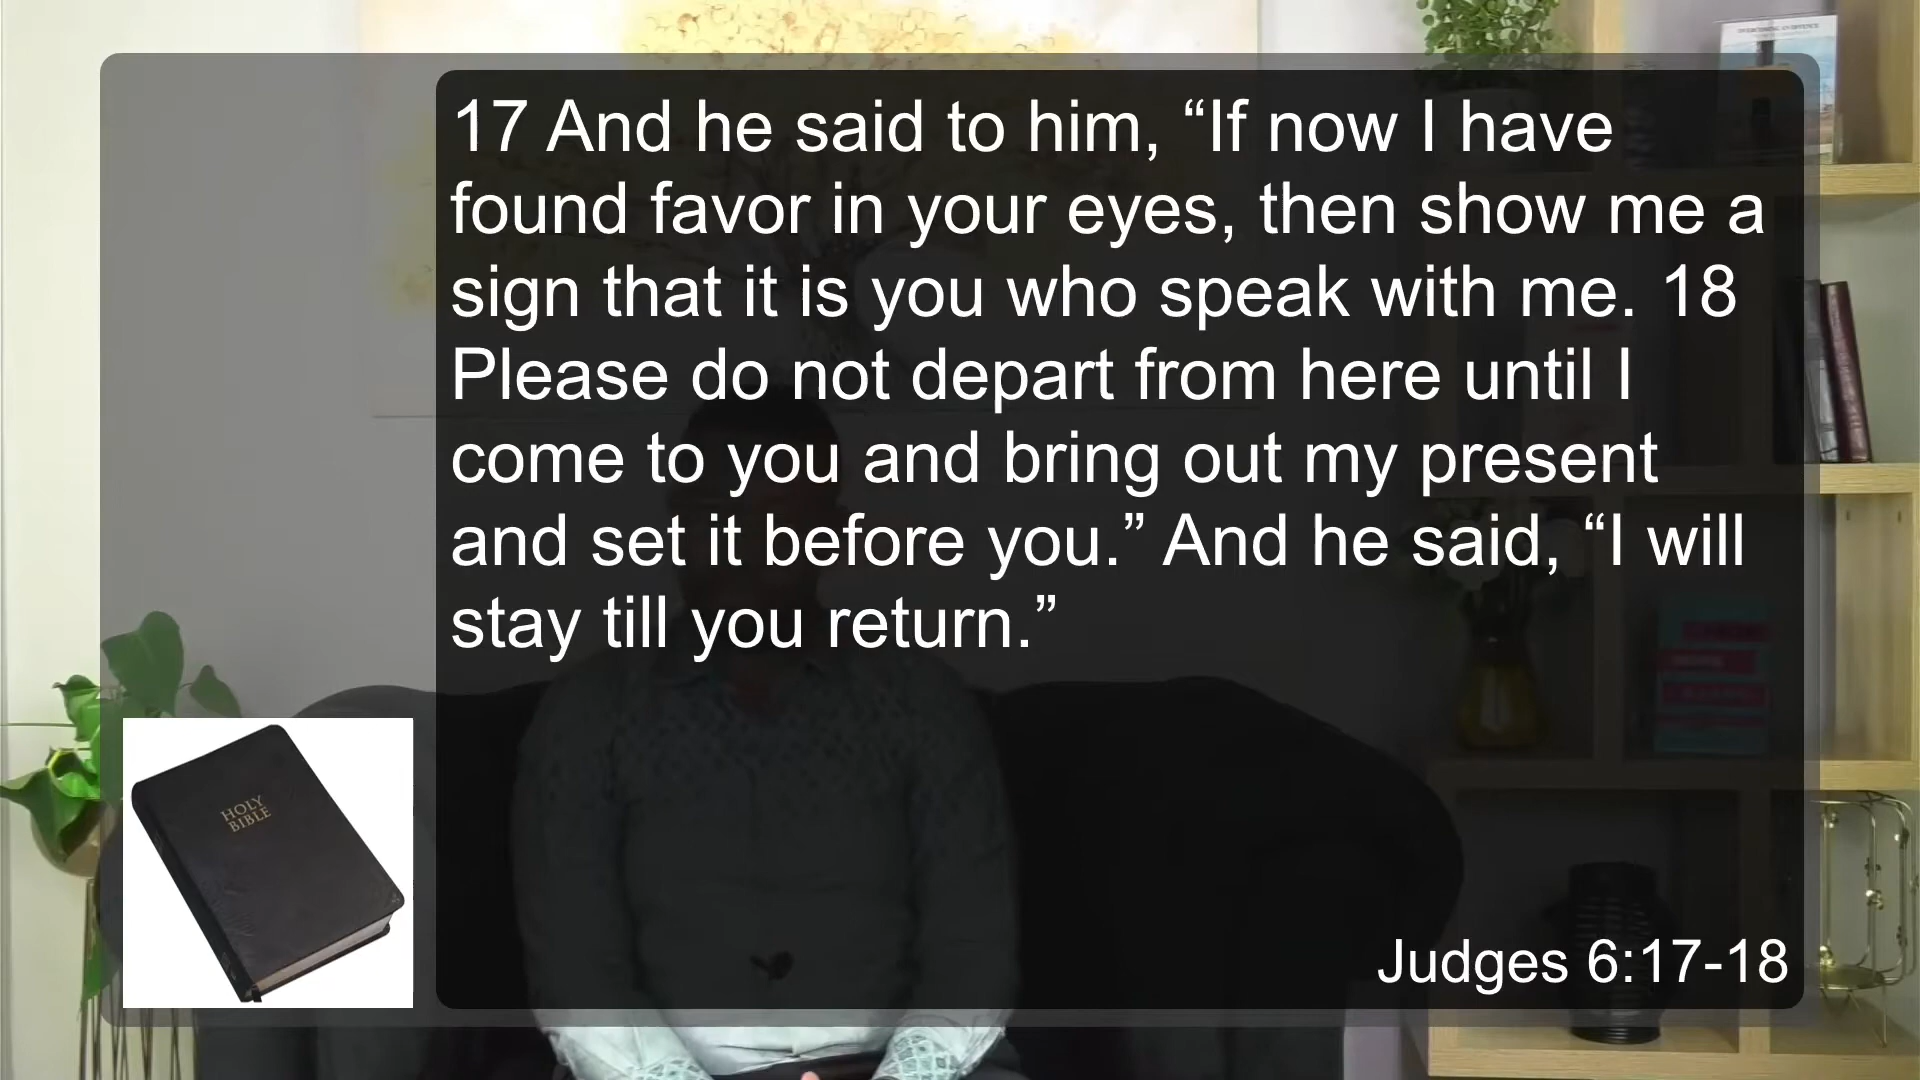 17 And he said to him, “If now I have
found favor in your eyes, then show me a
sign that it is you who speak with me. 18
Please do not depart from here until I
come to you and bring out my present
and set it before you.” And he said, “I will
stay till you return.”
HOLY
BIBLE
Judges 6:17-18